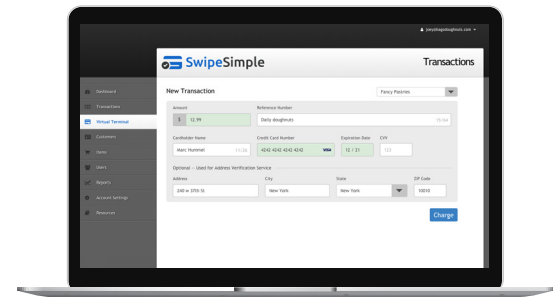 SwipeSimple
Transactions
Dashboard
Transactions
Virtual Terminal
Customers
Items
Users
Reports
Account Settings
Resources
New Transaction
Fancy Patches
Amount
Reference Number
$ 12.99
Daily doughnuts
Cardholder Name
Credit Card Number
Expiration Date
CVV
Marc Hummel
4242 4242 4242 4242
VISA
12 / 21
123
Optional -- Used for Address Verification Service
Address
City
State
ZIP Code
New York
New York
10010
Charge